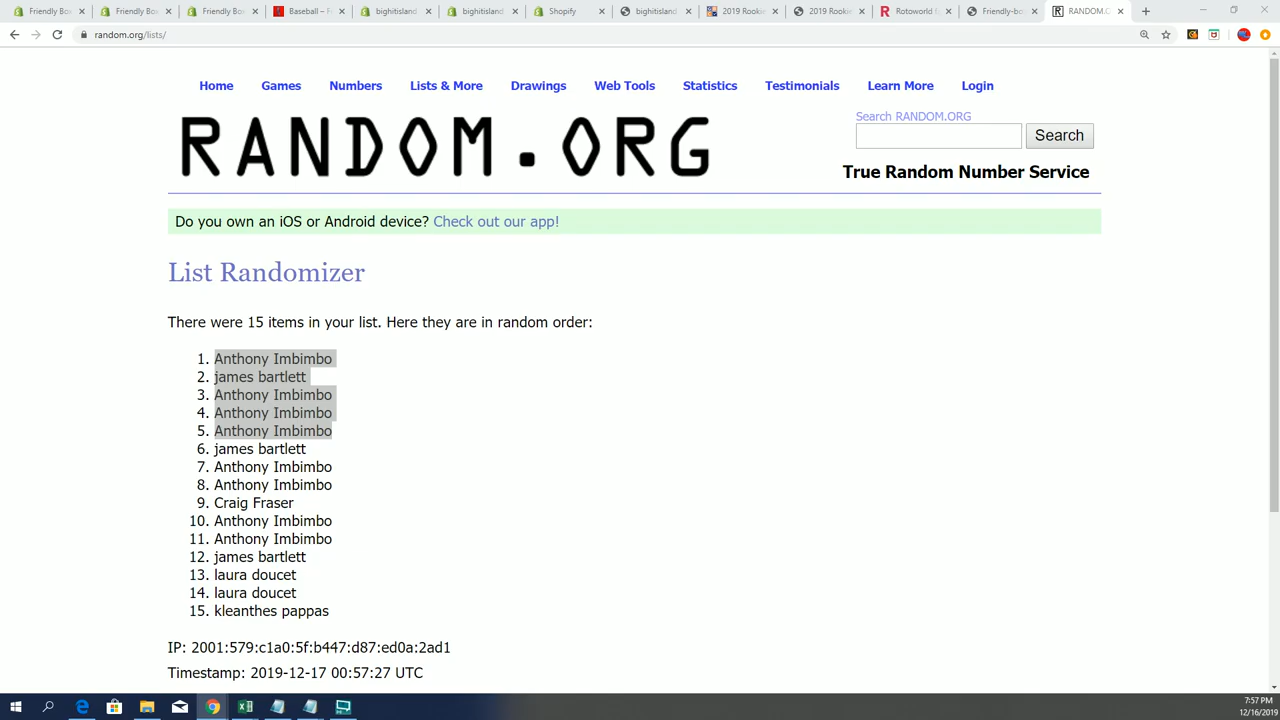 Friendly Bo
Friendly Box
Friendly Bo
Baseball – F
bighitisland
bighitisland
Shopify
bighitisland
2019 Rookie
2019 Rookie
Rotoworld
Friendly-bo
RANDOM.O
random.org/lists/
Home Games Numbers Lists & More Drawings Web Tools Statistics Testimonials Learn More Login
RANDOM.ORG
Search RANDOM.ORG
Search
True Random Number Service
Do you own an iOS or Android device? Check out our app!
List Randomizer
There were 15 items in your list. Here they are in random order:
1. Anthony Imbimbo
2. james bartlett
3. Anthony Imbimbo
4. Anthony Imbimbo
5. Anthony Imbimbo
6. james bartlett
7. Anthony Imbimbo
8. Anthony Imbimbo
9. Craig Fraser
10. Anthony Imbimbo
11. Anthony Imbimbo
12. james bartlett
13. laura doucet
14. laura doucet
15. kleanthes pappas
IP: 2001:579:c1a0:5f:b447:d87:ed0a:2ad1
Timestamp: 2019-12-17 00:57:27 UTC
7:57 PM
12/16/2019